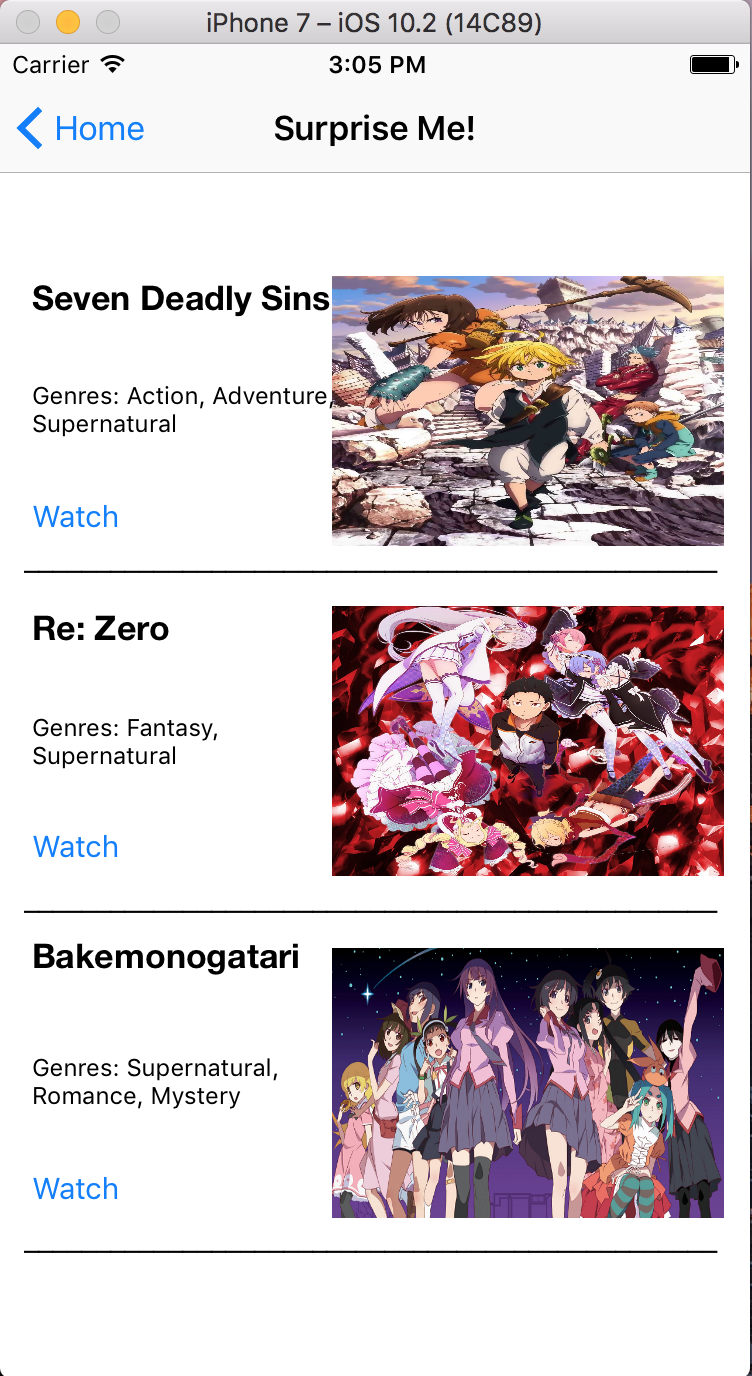 iPhone 7 – iOS 10.2 (14C89)
Carrier 3:05 PM
Home Surprise Me!
Seven Deadly Sins
Genres: Action, Adventure,
Supernatural
Watch
Re: Zero
Genres: Fantasy,
Supernatural
Watch
Bakemonogatari
Genres: Supernatural,
Romance, Mystery
Watch